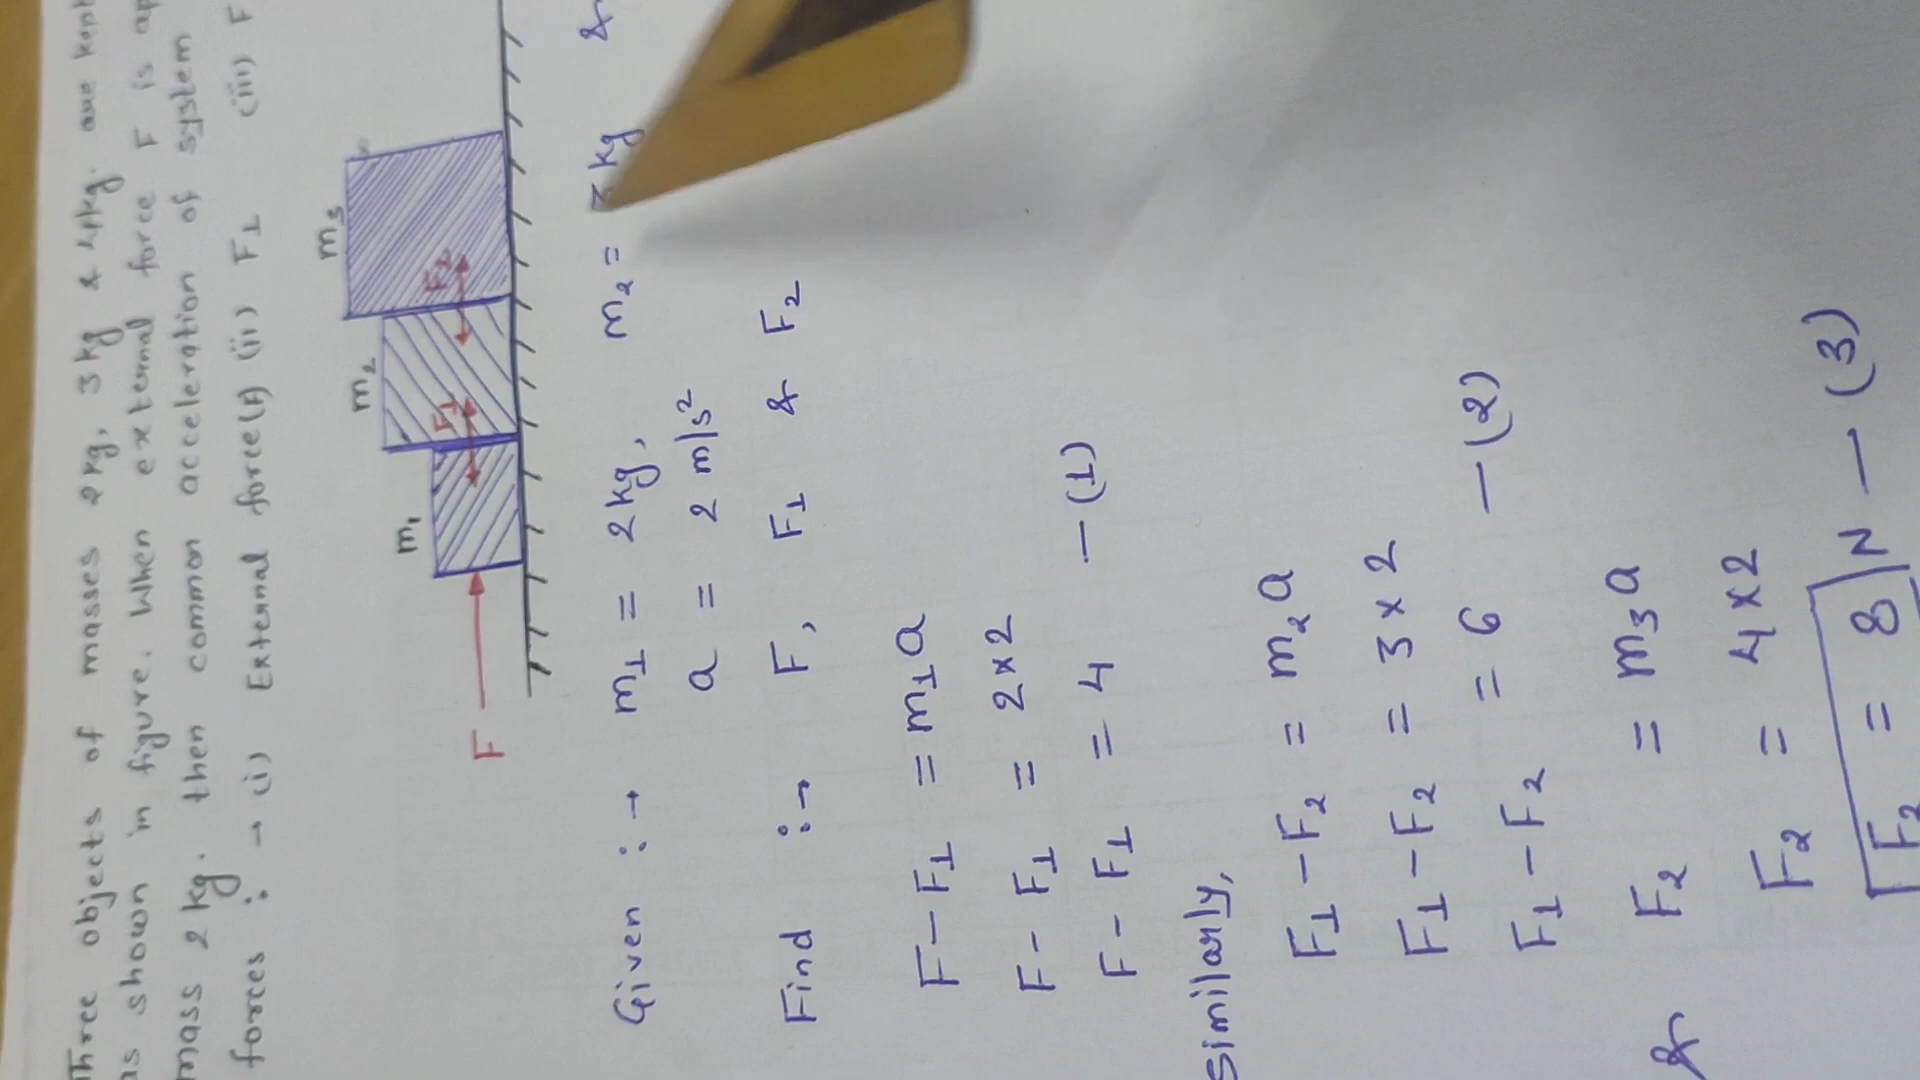 Three objects of masses 2kg, 3kg & 4kg. are kept
as shown in figure. When external force F is
mass 2kg. then common acceleration of system
forces :→ (i) External force(F) (ii) F1 (iii) F
m1
m2
m3
F
F1
F2
Given :→ m1 = 2kg, m2 = 3kg &
a = 2 m/s²
Find :→ F, F1 & F2
F-F1 = m1a
F-F1 = 2×2
F-F1 = 4 —(1)
Similarly,
F1-F2 = m2a
F1-F2 = 3×2
F1-F2 = 6 —(2)
& F2 = m3a
F2 = 4×2
F2 = 8 N —(3)